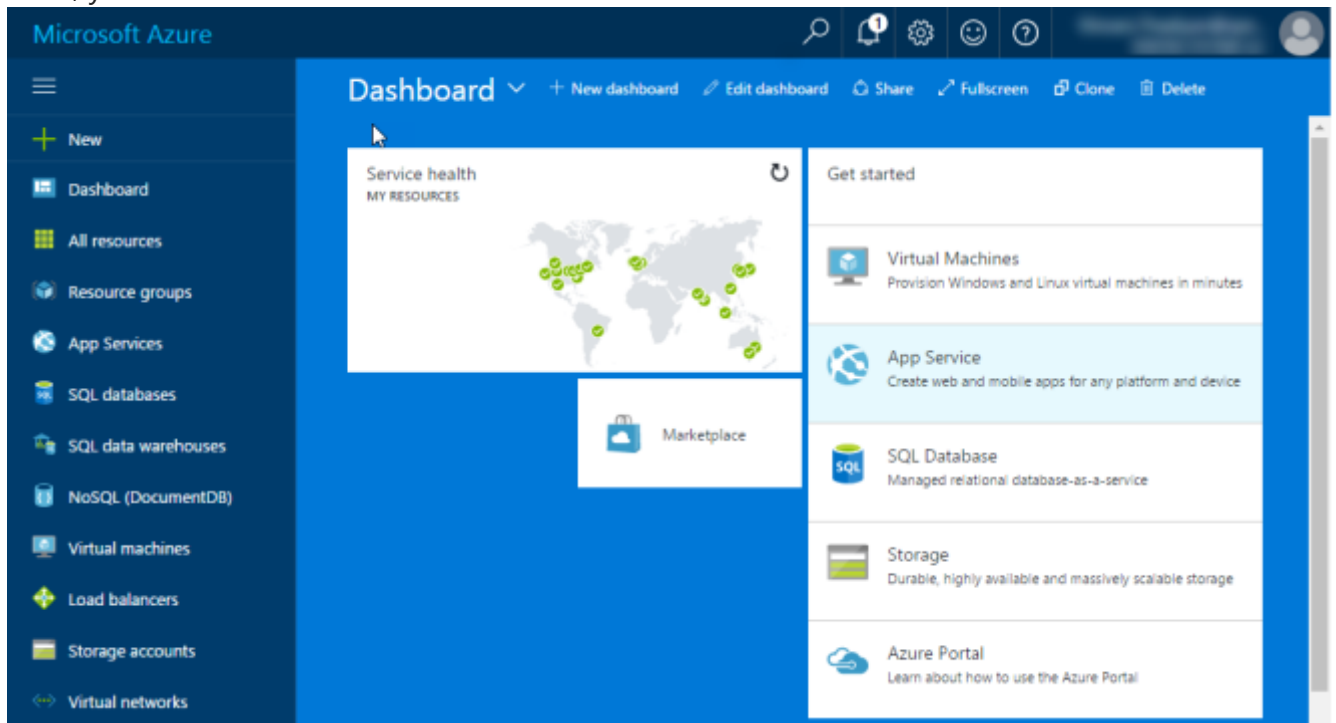 Microsoft Azure
1
Dashboard
+ New dashboard
Edit dashboard
Share
Fullscreen
Clone
Delete
New
Dashboard
All resources
Resource groups
App Services
SQL databases
SQL data warehouses
NoSQL (DocumentDB)
Virtual machines
Load balancers
Storage accounts
Virtual networks
Service health
MY RESOURCES
Marketplace
Get started
Virtual Machines
Provision Windows and Linux virtual machines in minutes
App Service
Create web and mobile apps for any platform and device
SQL
SQL Database
Managed relational database-as-a-service
Storage
Durable, highly available and massively scalable storage
Azure Portal
Learn about how to use the Azure Portal